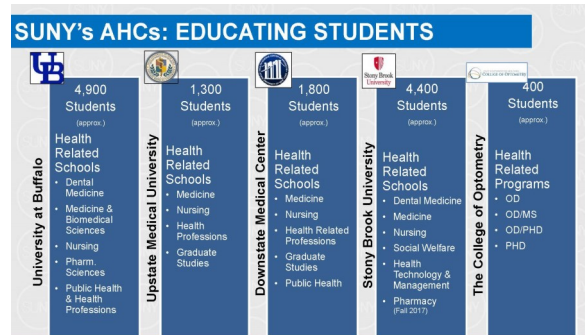 SUNY's AHCs: EDUCATING STUDENTS
UB
University at Buffalo
4,900
Students
(approx.)
Health
Related
Schools
• Dental
Medicine
• Medicine &
Biomedical
Sciences
• Nursing
• Pharm.
Sciences
• Public Health
& Health
Professions
Upstate Medical University
1,300
Students
(approx.)
Health
Related
Schools
• Medicine
• Nursing
• Health
Professions
• Graduate
Studies
Downstate Medical Center
1,800
Students
(approx.)
Health
Related
Schools
• Medicine
• Nursing
• Health Related
Professions
• Graduate
Studies
• Public Health
Stony Brook
University
Stony Brook University
4,400
Students
(approx.)
Health
Related
Schools
• Dental Medicine
• Medicine
• Nursing
• Social Welfare
• Health
Technology &
Management
• Pharmacy
(Fall 2017)
COLLEGE OF OPTOMETRY
The College of Optometry
400
Students
(approx.)
Health
Related
Programs
• OD
• OD/MS
• OD/PHD
• PHD